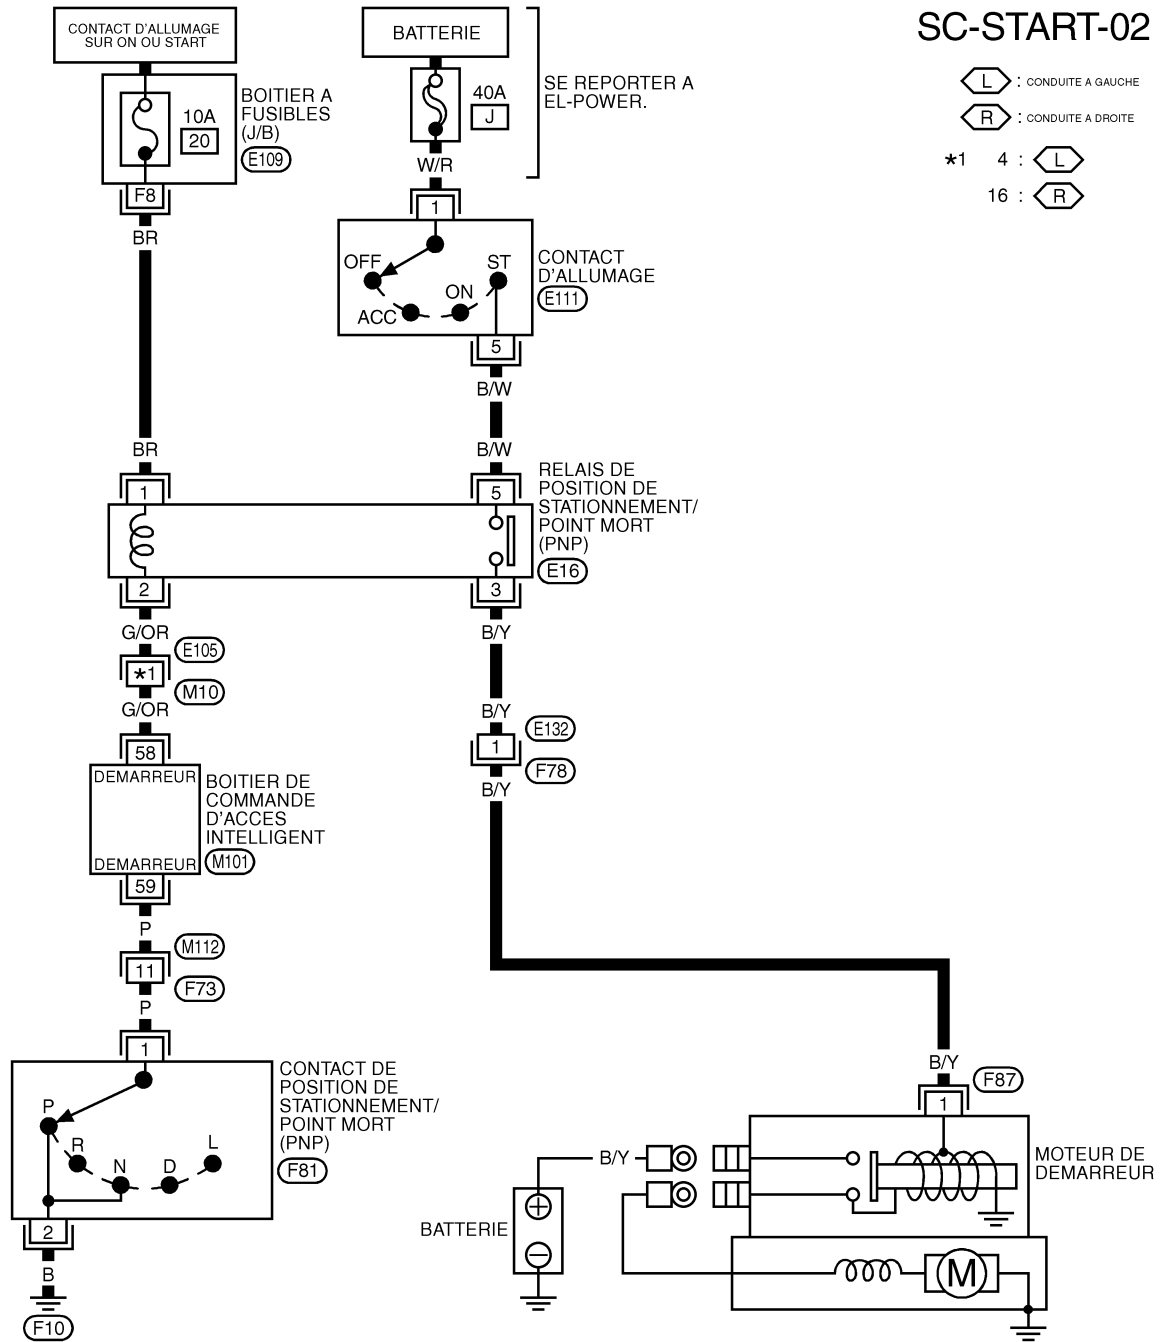 SC-START-02
CONTACT D'ALLUMAGE
SUR ON OU START
BATTERIE
SE REPORTER A
EL-POWER.
L : CONDUITE A GAUCHE
R : CONDUITE A DROITE
*1 4 : L
16 : R
10A
20
BOITIER A
FUSIBLES
(J/B)
E109
40A
J
W/R
F8
BR
1
OFF
ACC
ON
ST
CONTACT
D'ALLUMAGE
E111
5
B/W
BR
B/W
1
5
RELAIS DE
POSITION DE
STATIONNEMENT/
POINT MORT
(PNP)
E16
2
3
G/OR
B/Y
E105
*1
M10
G/OR
B/Y
E132
1
F78
B/Y
58
DEMARREUR
DEMARREUR
BOITIER DE
COMMANDE
D'ACCES
INTELLIGENT
M101
59
P
M112
11
F73
P
1
P
R
N
D
L
CONTACT DE
POSITION DE
STATIONNEMENT/
POINT MORT
(PNP)
F81
2
B
F10
B/Y
F87
1
MOTEUR DE
DEMARREUR
B/Y
BATTERIE
+
−
M